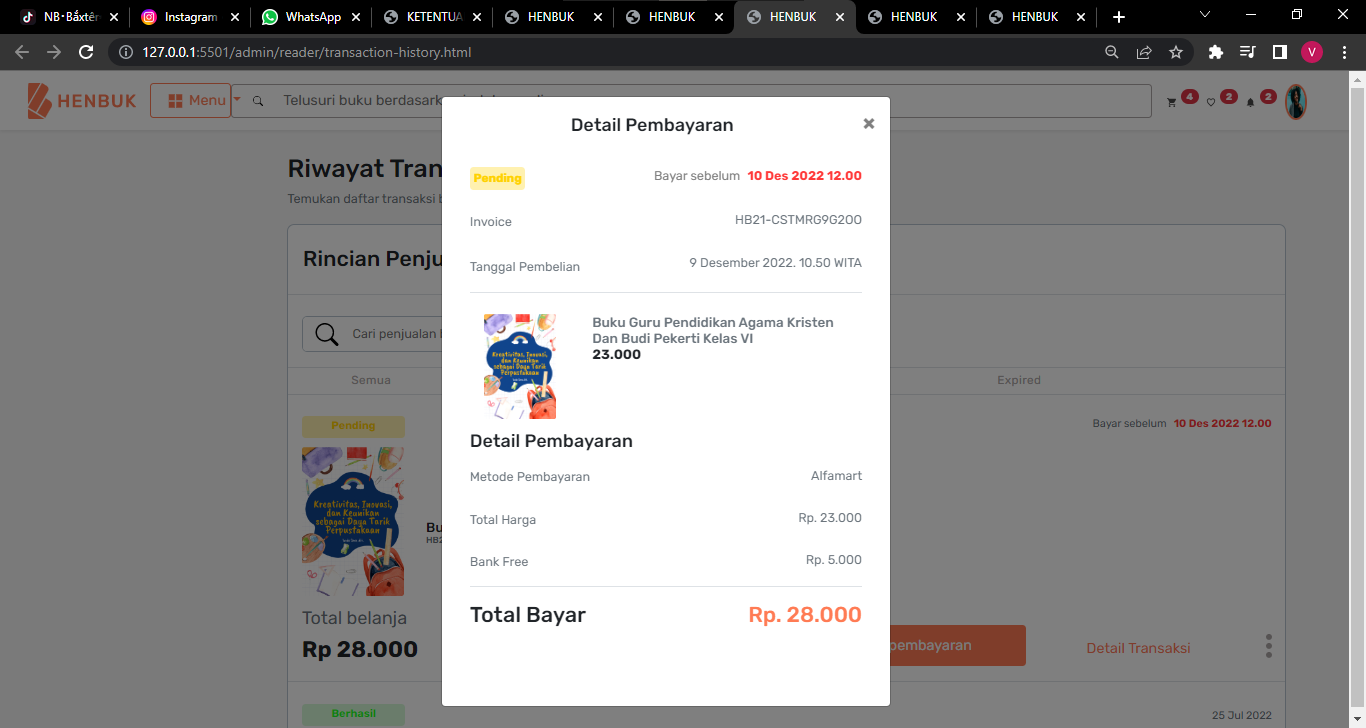 NB•Bắxtêr
Instagram
WhatsApp
KETENTUA
HENBUK
HENBUK
HENBUK
HENBUK
HENBUK
127.0.0.1:5501/admin/reader/transaction-history.html
V
HENBUK
Menu
Telusuri buku berdasarkan
4
2
2
Detail Pembayaran
Riwayat Tran
Temukan daftar transaksi b
Pending
Bayar sebelum 10 Des 2022 12.00
Invoice
HB21-CSTMRG9G2OO
Tanggal Pembelian
9 Desember 2022. 10.50 WITA
Rincian Penju
Cari penjualan
Semua
Expired
Kreativitas, Inovasi,
dan Keunikan
sebagai Daya Tarik
Perpustakaan
Buku Guru Pendidikan Agama Kristen
Dan Budi Pekerti Kelas VI
23.000
Detail Pembayaran
Metode Pembayaran
Alfamart
Total Harga
Rp. 23.000
Bank Free
Rp. 5.000
Total Bayar
Rp. 28.000
Pending
Bayar sebelum 10 Des 2022 12.00
Kreativitas, Inovasi,
dan Keunikan
sebagai Daya Tarik
Perpustakaan
Bu
HB2
Total belanja
Rp 28.000
pembayaran
Detail Transaksi
Berhasil
25 Jul 2022